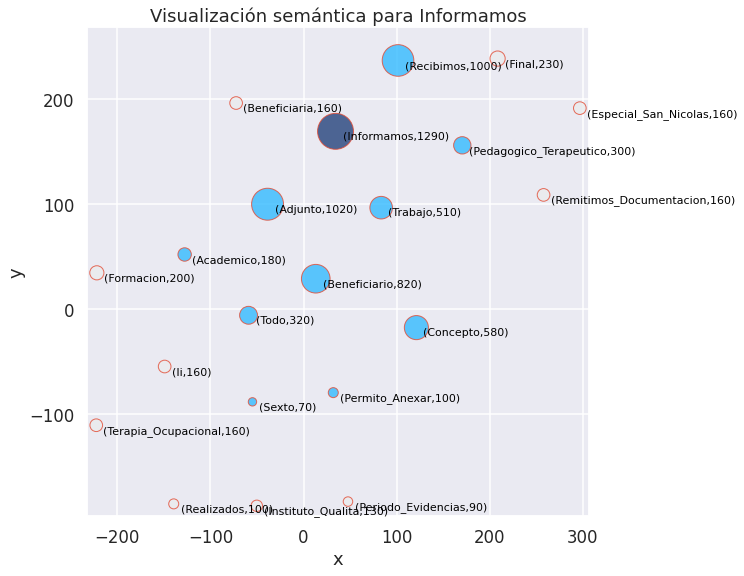 Visualización semántica para Informamos
(Recibimos,1000)
(Final,230)
(Beneficiaria,160)
(Especial_San_Nicolas,160)
(Informamos,1290)
(Pedagogico_Terapeutico,300)
(Remitimos_Documentacion,160)
(Adjunto,1020)
(Trabajo,510)
(Academico,180)
(Formacion,200)
(Beneficiario,820)
(Todo,320)
(Concepto,580)
(Ii,160)
(Permito_Anexar,100)
(Sexto,70)
(Terapia_Ocupacional,160)
(Realizados,100)
(Instituto_Qualita,130)
(Periodo_Evidencias,90)
200
100
0
−100
y
−200
−100
0
100
200
300
x